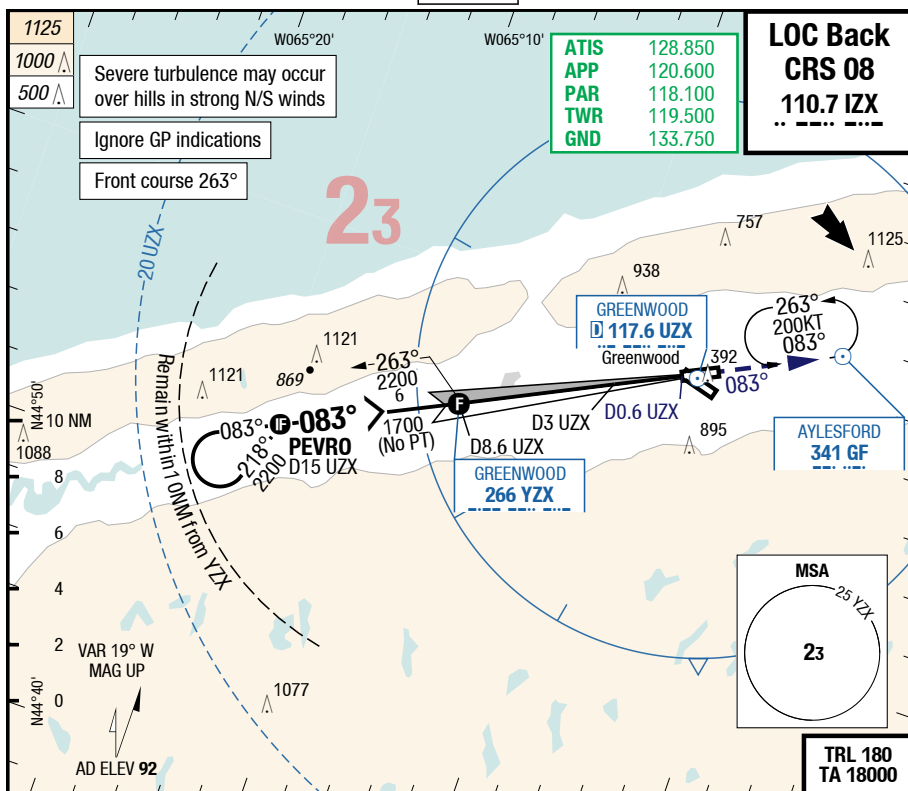 1125
1000
500
W065°20'
W065°10'
ATIS 128.850
APP 120.600
PAR 118.100
TWR 119.500
GND 133.750
LOC Back
CRS 08
110.7 IZX
Severe turbulence may occur
over hills in strong N/S winds
Ignore GP indications
Front course 263°
23
20 UZX
757
1125
938
GREENWOOD
D 117.6 UZX
Greenwood
392
263°
200KT
083°
083°
1121
869
1121
263°
2200
6
1700
(No PT)
F
D8.6 UZX
D3 UZX
D0.6 UZX
N44°50'
10 NM
1088
8
6
4
2
0
N44°40'
083°
IF
083°
PEVRO
D15 UZX
218°
2200
Remain within 10NM from YZX
GREENWOOD
266 YZX
895
AYLESFORD
341 GF
MSA
25 YZX
23
VAR 19° W
MAG UP
AD ELEV 92
1077
TRL 180
TA 18000